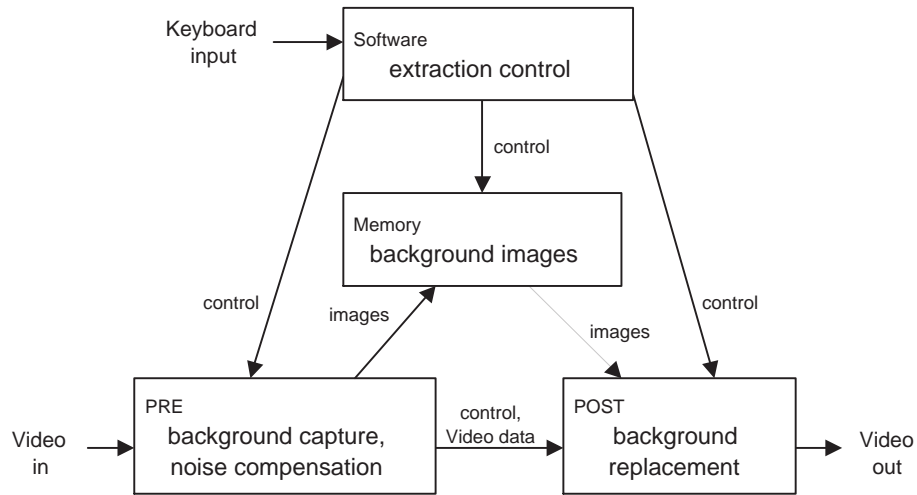 Keyboard
input
Software
extraction control
control
Memory
background images
control
images
images
control
PRE
background capture,
noise compensation
control,
Video data
POST
background
replacement
Video
in
Video
out